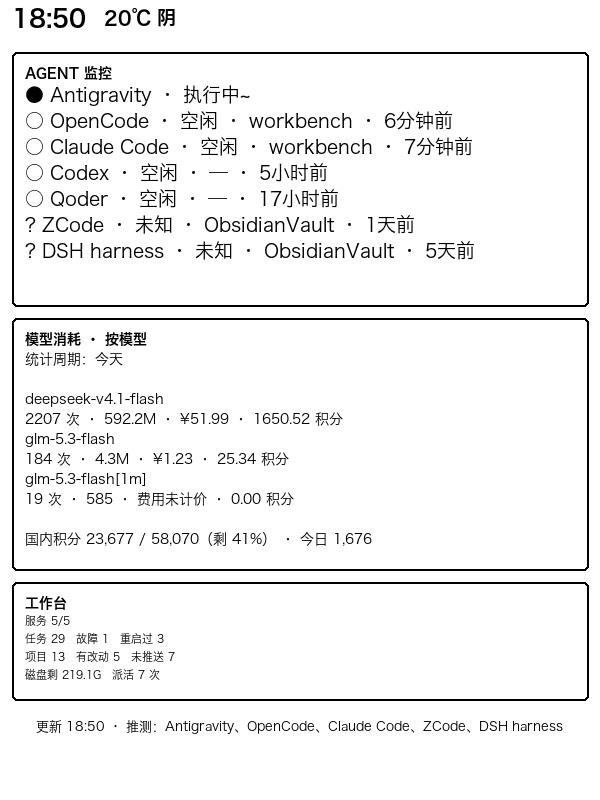 18:50 20℃ 阴
AGENT 监控
● Antigravity · 执行中~
○ OpenCode · 空闲 · workbench · 6分钟前
○ Claude Code · 空闲 · workbench · 7分钟前
○ Codex · 空闲 · — · 5小时前
○ Qoder · 空闲 · — · 17小时前
? ZCode · 未知 · ObsidianVault · 1天前
? DSH harness · 未知 · ObsidianVault · 5天前
模型消耗 · 按模型
统计周期：今天
deepseek-v4.1-flash
2207 次 · 592.2M · ¥51.99 · 1650.52 积分
glm-5.3-flash
184 次 · 4.3M · ¥1.23 · 25.34 积分
glm-5.3-flash[1m]
19 次 · 585 · 费用未计价 · 0.00 积分
国内积分 23,677 / 58,070（剩 41%） · 今日 1,676
工作台
服务 5/5
任务 29 故障 1 重启过 3
项目 13 有改动 5 未推送 7
磁盘剩 219.1G 派活 7 次
更新 18:50 · 推测：Antigravity、OpenCode、Claude Code、ZCode、DSH harness